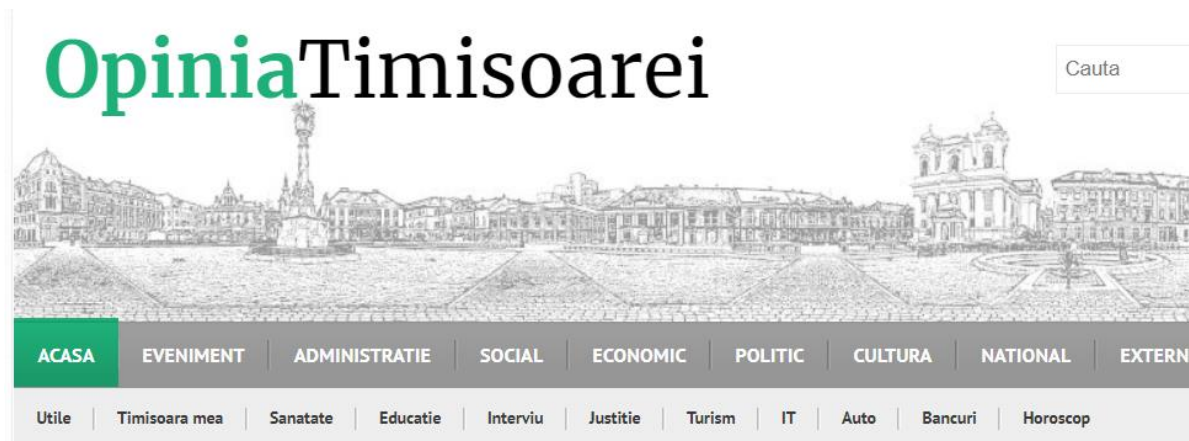 OpiniaTimisoarei
Cauta
ACASA EVENIMENT ADMINISTRATIE SOCIAL ECONOMIC POLITIC CULTURA NATIONAL EXTERN
Utile Timisoara mea Sanatate Educatie Interviu Justitie Turism IT Auto Bancuri Horoscop